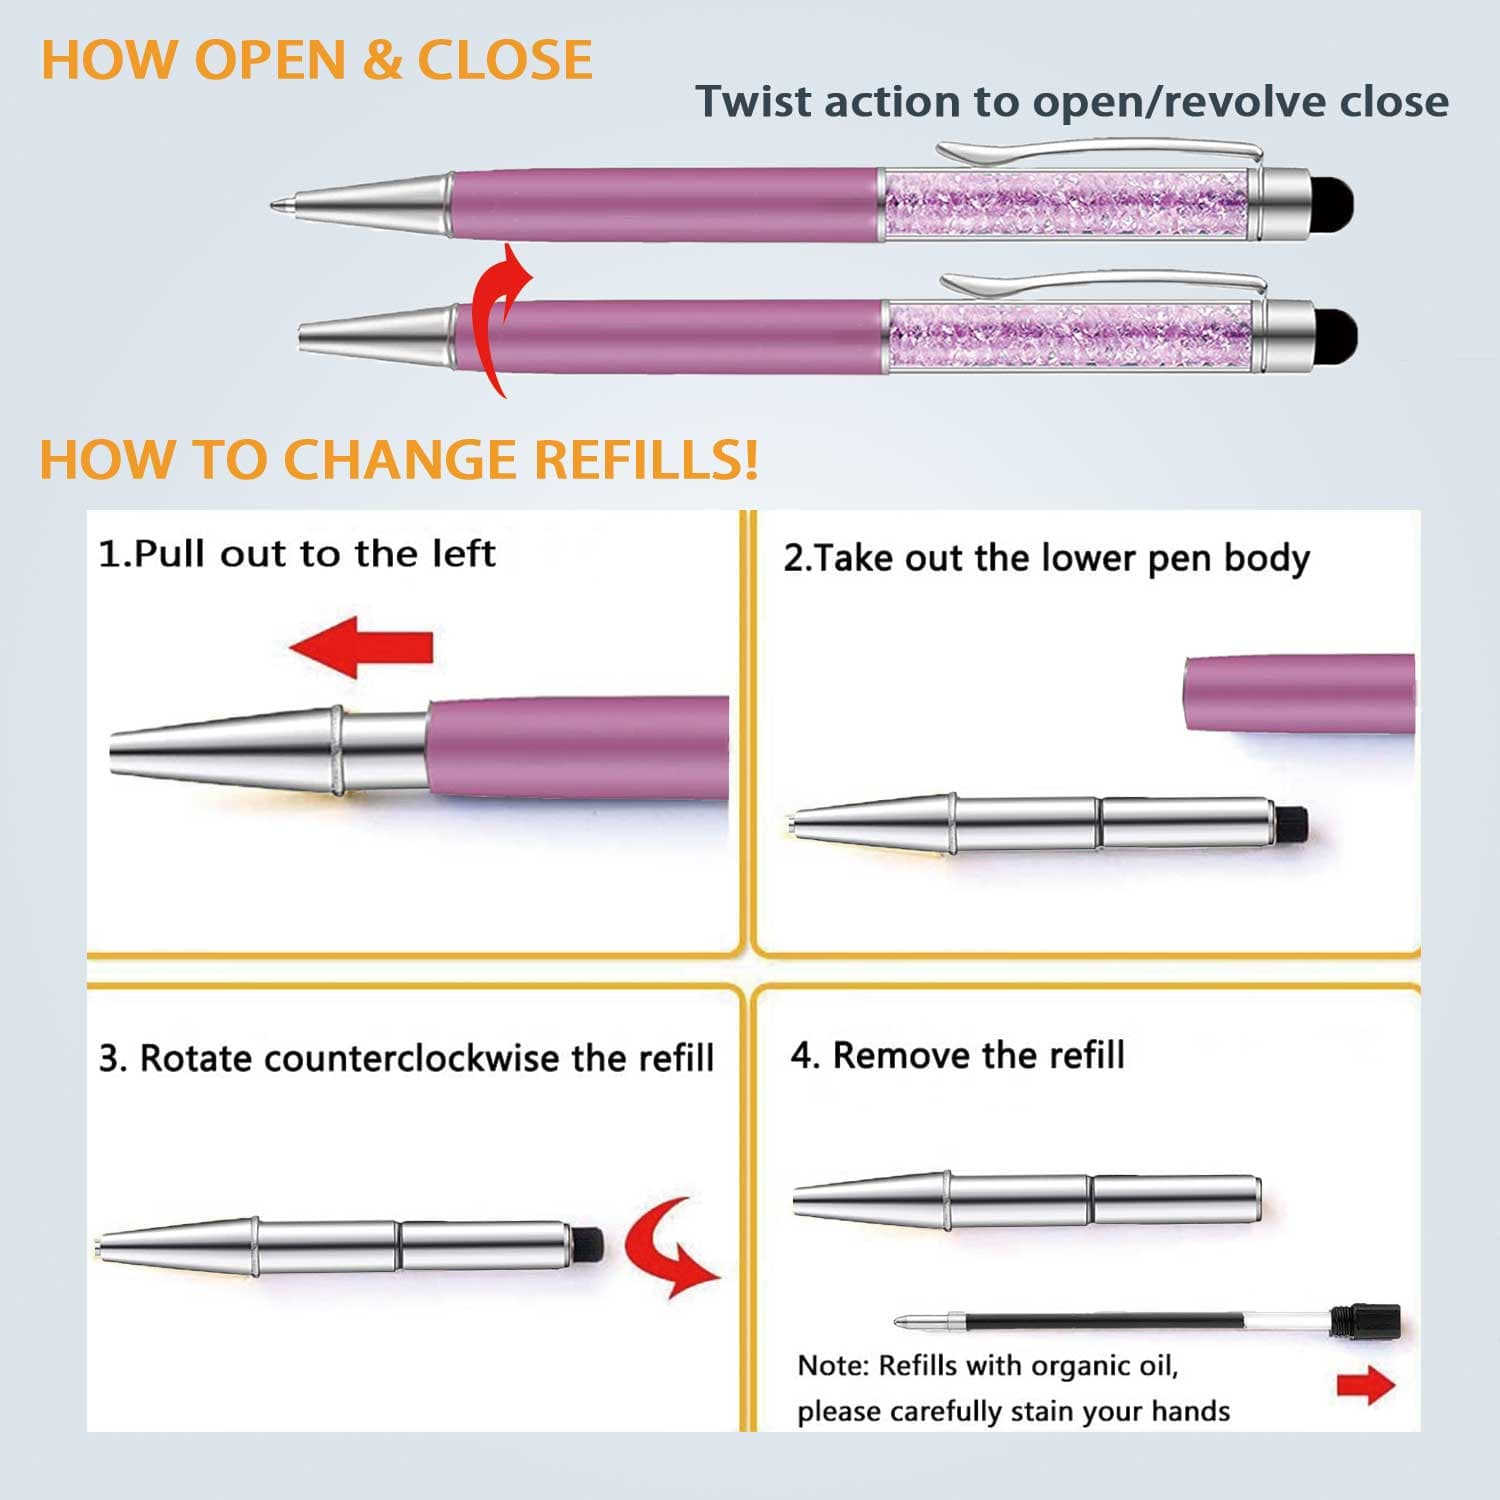 HOW OPEN & CLOSE
Twist action to open/revolve close
HOW TO CHANGE REFILLS!
1.Pull out to the left
2.Take out the lower pen body
3. Rotate counterclockwise the refill
4. Remove the refill
Note: Refills with organic oil,
please carefully stain your hands